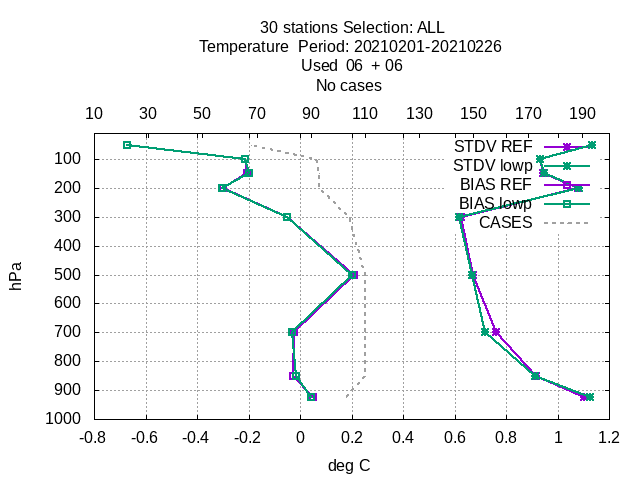 30 stations Selection: ALL
Temperature  Period: 20210201-20210226
Used  06  + 06
No cases
10 30 50 70 90 110 130 150 170 190
STDV REF
STDV lowp
BIAS REF
BIAS lowp
CASES
100
200
300
400
500
600
700
800
900
1000
hPa
-0.8 -0.6 -0.4 -0.2 0 0.2 0.4 0.6 0.8 1 1.2
deg C